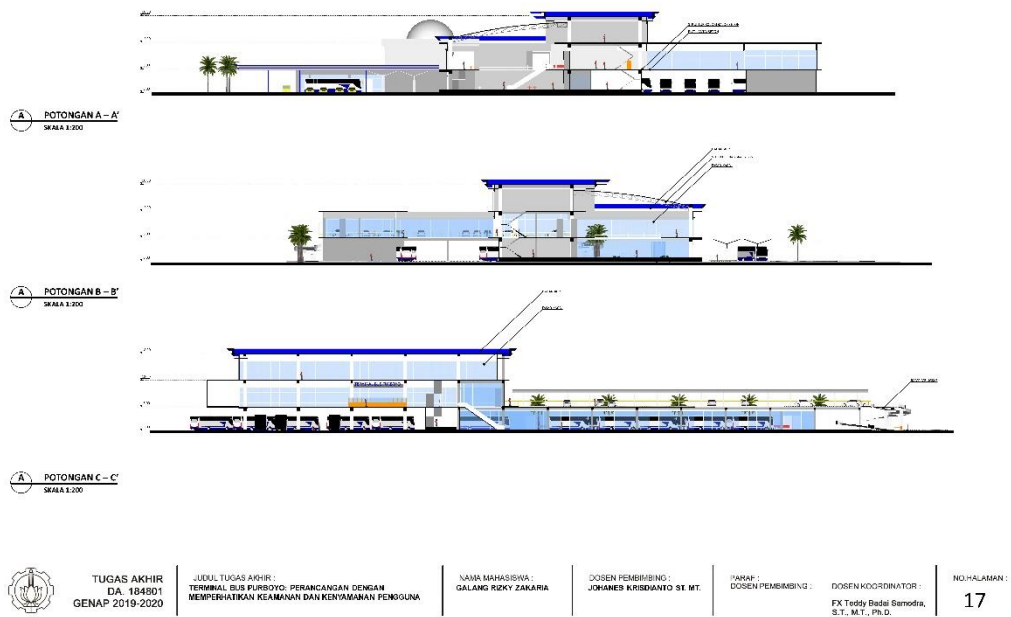 A POTONGAN A – A'
SKALA 1:200
A POTONGAN B – B'
SKALA 1:200
A POTONGAN C – C'
SKALA 1:200
TUGAS AKHIR
DA. 184801
GENAP 2019-2020
JUDUL TUGAS AKHIR :
TERMINAL BUS PURBOYO: PERANCANGAN DENGAN
MEMPERHATIKAN KEAMANAN DAN KENYAMANAN PENGGUNA
NAMA MAHASISWA :
GALANG RIZKY ZAKARIA
DOSEN PEMBIMBING :
JOHANES KRISDIANTO ST. MT.
PARAF :
DOSEN PEMBIMBING :
DOSEN KOORDINATOR :
FX Teddy Badai Samodra,
S.T., M.T., Ph.D.
NO.HALAMAN :
17